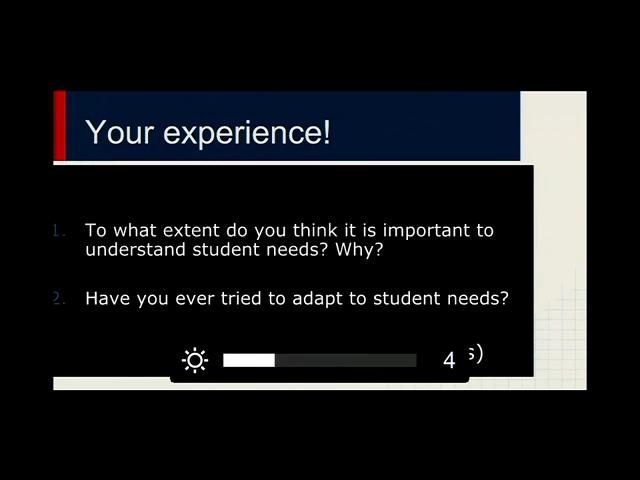 Your experience!
1. To what extent do you think it is important to
understand student needs? Why?
2. Have you ever tried to adapt to student needs?
s)
4